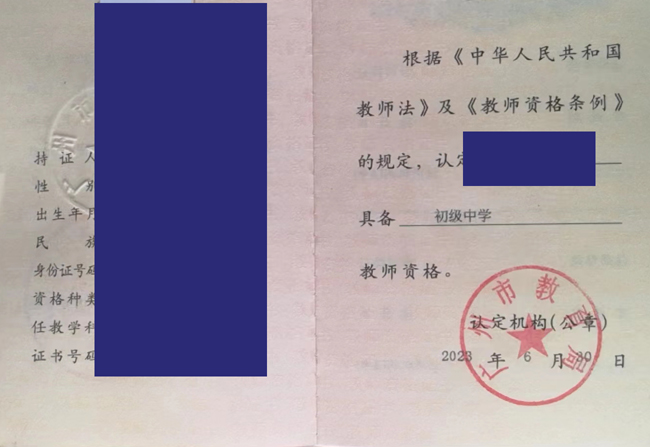 持证人
性别
出生年月
民族
身份证号码
资格种类
任教学科
证书号码
根据《中华人民共和国
教师法》及《教师资格条例》
的规定，认定
具备 初级中学
教师资格。
广州市教育局
认定机构(公章)
2023 年 6 月 30 日